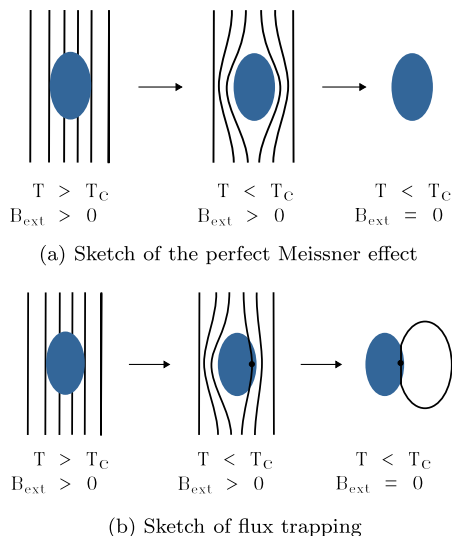 T > T_C T < T_C T < T_C
B_ext > 0 B_ext > 0 B_ext = 0
(a) Sketch of the perfect Meissner effect
T > T_C T < T_C T < T_C
B_ext > 0 B_ext > 0 B_ext = 0
(b) Sketch of flux trapping